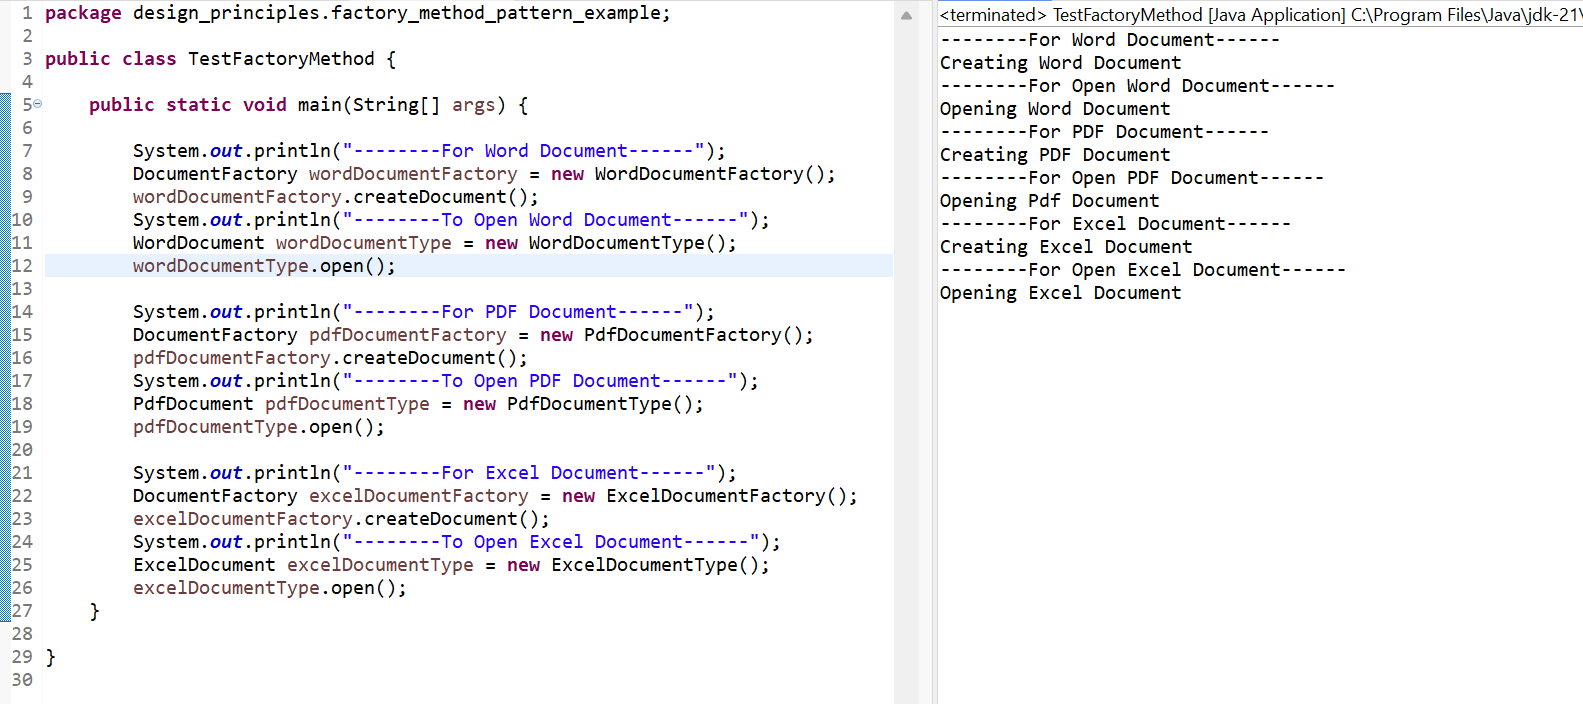 1 package design_principles.factory_method_pattern_example;
2
3 public class TestFactoryMethod {
4
5     public static void main(String[] args) {
6
7         System.out.println("--------For Word Document------");
8         DocumentFactory wordDocumentFactory = new WordDocumentFactory();
9         wordDocumentFactory.createDocument();
10         System.out.println("--------To Open Word Document------");
11         WordDocument wordDocumentType = new WordDocumentType();
12         wordDocumentType.open();
13
14         System.out.println("--------For PDF Document------");
15         DocumentFactory pdfDocumentFactory = new PdfDocumentFactory();
16         pdfDocumentFactory.createDocument();
17         System.out.println("--------To Open PDF Document------");
18         PdfDocument pdfDocumentType = new PdfDocumentType();
19         pdfDocumentType.open();
20
21         System.out.println("--------For Excel Document------");
22         DocumentFactory excelDocumentFactory = new ExcelDocumentFactory();
23         excelDocumentFactory.createDocument();
24         System.out.println("--------To Open Excel Document------");
25         ExcelDocument excelDocumentType = new ExcelDocumentType();
26         excelDocumentType.open();
27     }
28
29 }
30
<terminated> TestFactoryMethod [Java Application] C:\Program Files\Java\jdk-21\
--------For Word Document------
Creating Word Document
--------For Open Word Document------
Opening Word Document
--------For PDF Document------
Creating PDF Document
--------For Open PDF Document------
Opening Pdf Document
--------For Excel Document------
Creating Excel Document
--------For Open Excel Document------
Opening Excel Document